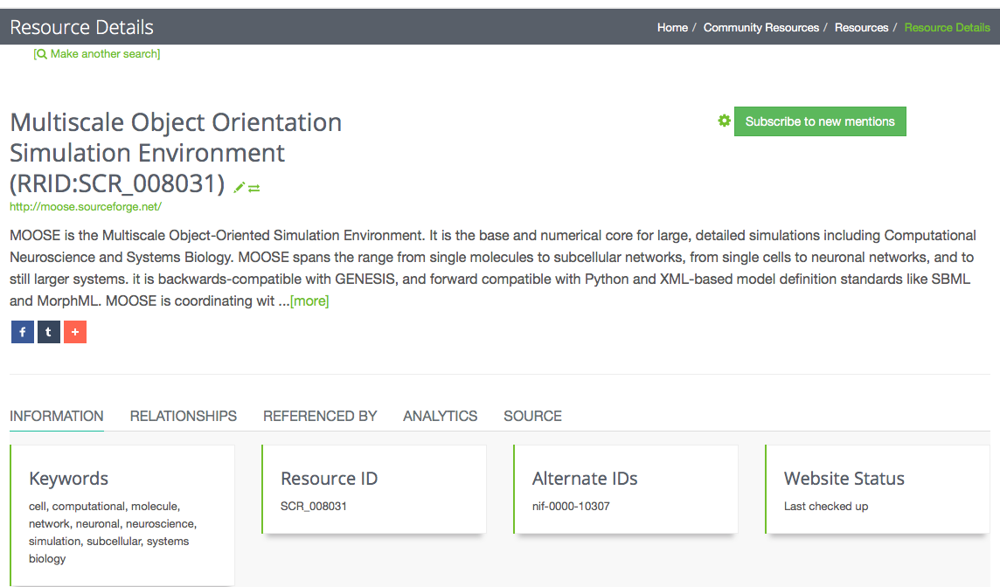 Resource Details
Home / Community Resources / Resources / Resource Details
[ Make another search]
Multiscale Object Orientation
Simulation Environment
(RRID:SCR_008031)
Subscribe to new mentions
http://moose.sourceforge.net/
MOOSE is the Multiscale Object-Oriented Simulation Environment. It is the base and numerical core for large, detailed simulations including Computational
Neuroscience and Systems Biology. MOOSE spans the range from single molecules to subcellular networks, from single cells to neuronal networks, and to
still larger systems. it is backwards-compatible with GENESIS, and forward compatible with Python and XML-based model definition standards like SBML
and MorphML. MOOSE is coordinating wit ...[more]
f t +
INFORMATION RELATIONSHIPS REFERENCED BY ANALYTICS SOURCE
Keywords
cell, computational, molecule,
network, neuronal, neuroscience,
simulation, subcellular, systems
biology
Resource ID
SCR_008031
Alternate IDs
nif-0000-10307
Website Status
Last checked up